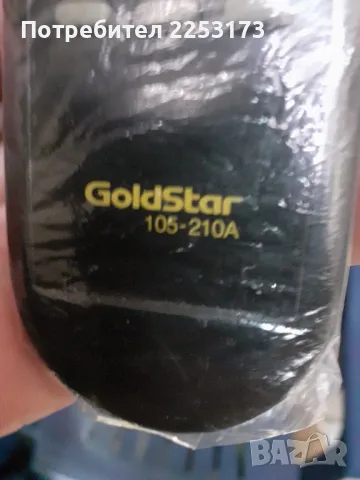 Потребител 2253173
GoldStar
105-210A
BAZAR